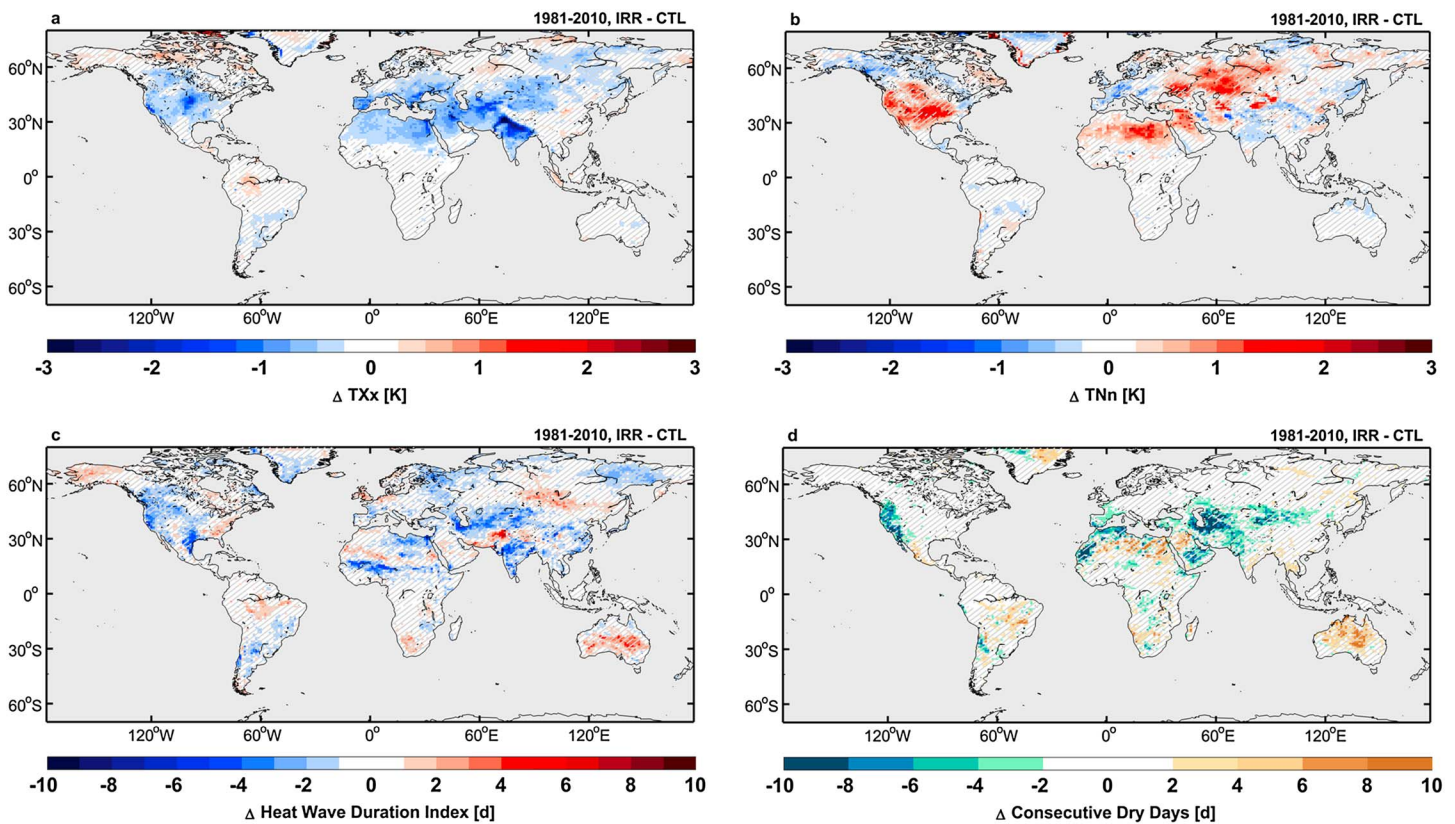 a 1981-2010, IRR - CTL
60°N
30°N
0°
30°S
60°S
120°W 60°W 0° 60°E 120°E
-3 -2 -1 0 1 2 3
Δ TXx [K]
b 1981-2010, IRR - CTL
60°N
30°N
0°
30°S
60°S
120°W 60°W 0° 60°E 120°E
-3 -2 -1 0 1 2 3
Δ TNn [K]
c 1981-2010, IRR - CTL
60°N
30°N
0°
30°S
60°S
120°W 60°W 0° 60°E 120°E
-10 -8 -6 -4 -2 0 2 4 6 8 10
Δ Heat Wave Duration Index [d]
d 1981-2010, IRR - CTL
60°N
30°N
0°
30°S
60°S
120°W 60°W 0° 60°E 120°E
-10 -8 -6 -4 -2 0 2 4 6 8 10
Δ Consecutive Dry Days [d]